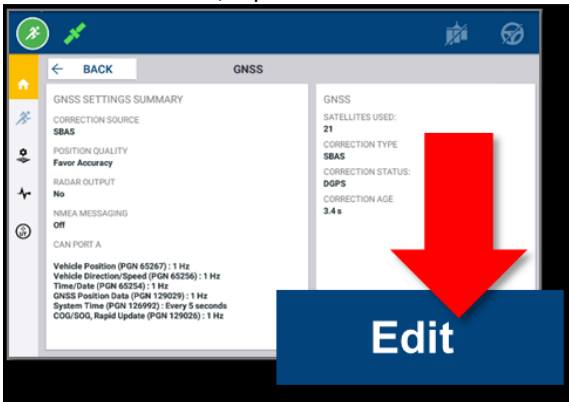 ← BACK
GNSS
GNSS SETTINGS SUMMARY
CORRECTION SOURCE
SBAS
POSITION QUALITY
Favor Accuracy
RADAR OUTPUT
No
NMEA MESSAGING
Off
CAN PORT A
Vehicle Position (PGN 65267) : 1 Hz
Vehicle Direction/Speed (PGN 65256) : 1 Hz
Time/Date (PGN 65254) : 1 Hz
GNSS Position Data (PGN 129029) : 1 Hz
System Time (PGN 126992) : Every 5 seconds
COG/SOG, Rapid Update (PGN 129026) : 1 Hz
GNSS
SATELLITES USED:
21
CORRECTION TYPE
SBAS
CORRECTION STATUS:
DGPS
CORRECTION AGE
3.4 s
Edit